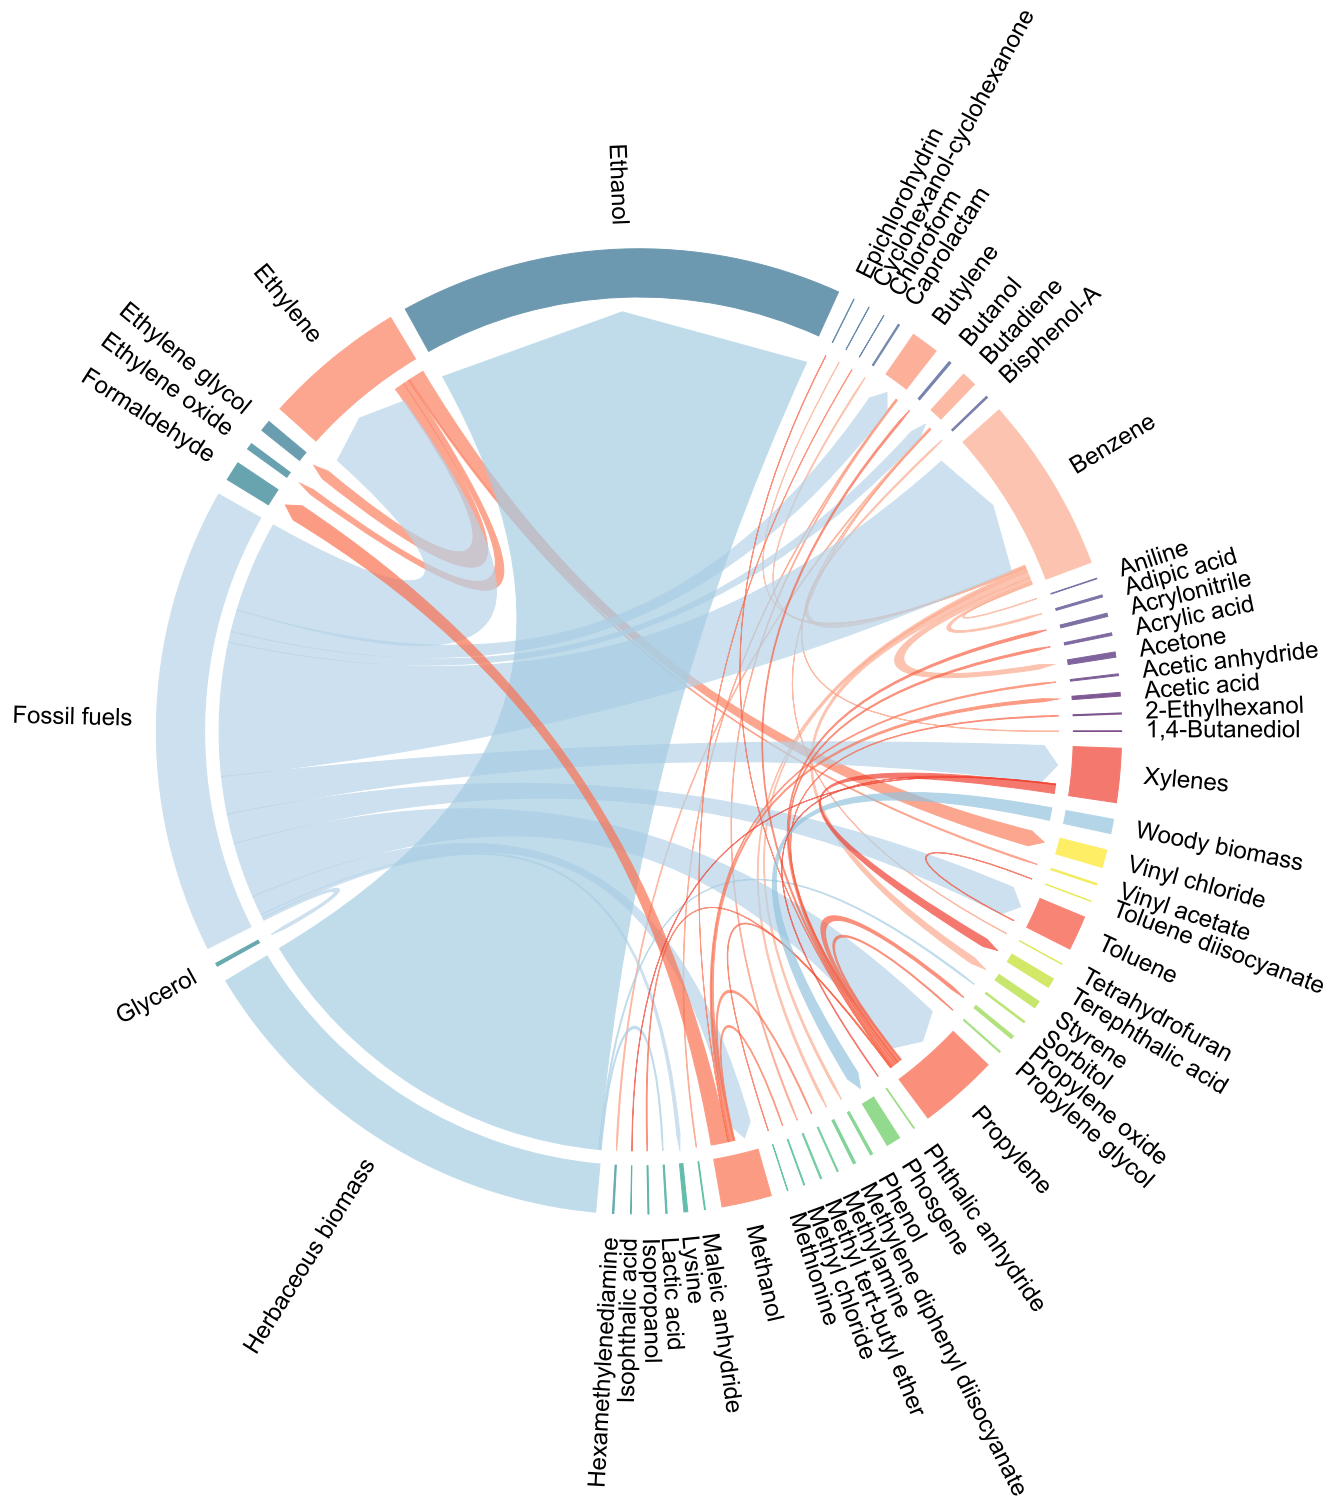 Ethanol
Epichlorohydrin
Cyclohexanol-cyclohexanone
Chloroform
Caprolactam
Butylene
Butanol
Butadiene
Bisphenol-A
Benzene
Aniline
Adipic acid
Acrylonitrile
Acrylic acid
Acetone
Acetic anhydride
Acetic acid
2-Ethylhexanol
1,4-Butanediol
Xylenes
Woody biomass
Vinyl chloride
Vinyl acetate
Toluene diisocyanate
Toluene
Tetrahydrofuran
Terephthalic acid
Styrene
Sorbitol
Propylene oxide
Propylene glycol
Propylene
Phthalic anhydride
Phosgene
Phenol
Methylene diphenyl diisocyanate
Methylamine
Methyl tert-butyl ether
Methyl chloride
Methionine
Methanol
Maleic anhydride
Lysine
Lactic acid
Isopropanol
Isophthalic acid
Hexamethylenediamine
Herbaceous biomass
Glycerol
Fossil fuels
Formaldehyde
Ethylene oxide
Ethylene glycol
Ethylene